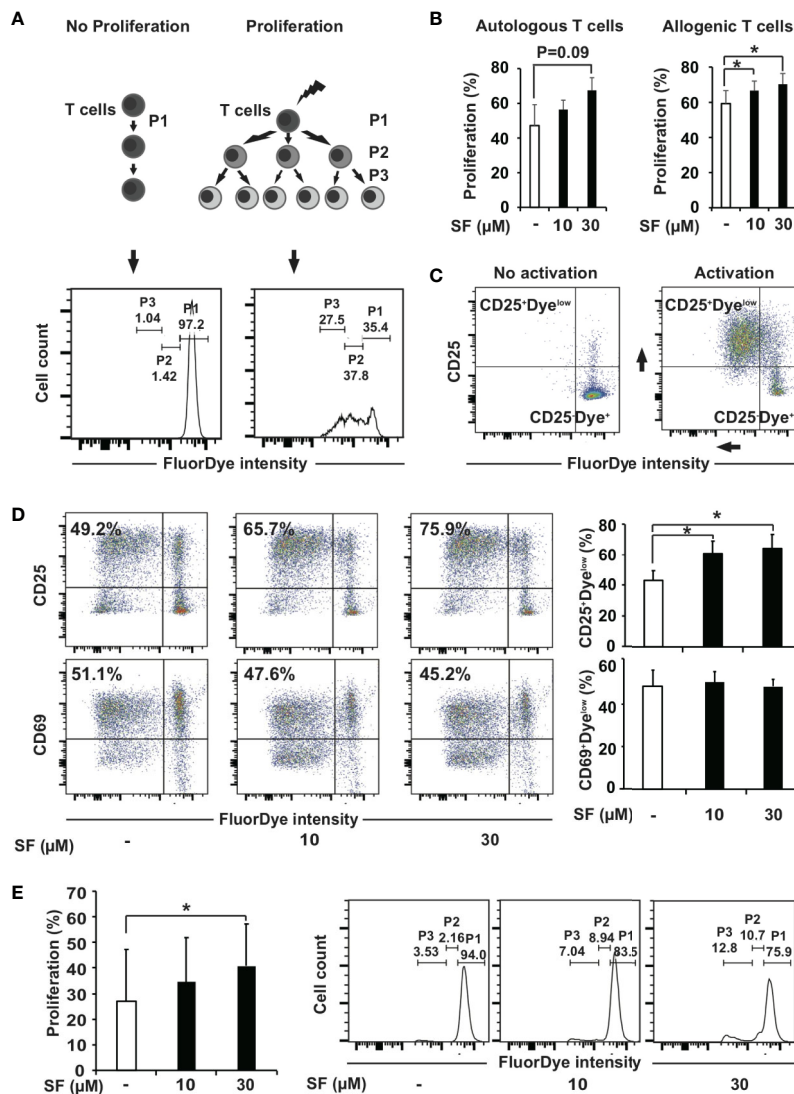 A
No Proliferation
Proliferation
T cells
P1
T cells
P1
P2
P3
Cell count
P3
1.04
P1
97.2
P2
1.42
P3
27.5
P1
35.4
P2
37.8
FluorDye intensity
B
Autologous T cells
Allogenic T cells
Proliferation (%)
80
60
40
20
0
P=0.09
SF (µM)
-
10
30
Proliferation (%)
80
60
40
20
0
*
*
SF (µM)
-
10
30
C
No activation
Activation
CD25
CD25⁺Dyeˡᵒʷ
CD25⁻Dye⁺
CD25⁺Dyeˡᵒʷ
CD25⁻Dye⁺
FluorDye intensity
D
CD25
49.2%
65.7%
75.9%
CD69
51.1%
47.6%
45.2%
FluorDye intensity
SF (µM)
-
10
30
CD25⁺Dyeˡᵒʷ (%)
80
60
40
20
0
*
*
CD69⁺Dyeˡᵒʷ (%)
60
40
20
0
SF (µM)
-
10
30
E
Proliferation (%)
70
60
50
40
30
20
10
0
*
SF (µM)
-
10
30
Cell count
P2
P3
2.16
P1
3.53
94.0
P2
P3
8.94
P1
7.04
83.5
P2
P3
10.7
P1
12.8
75.9
FluorDye intensity
SF (µM)
-
10
30